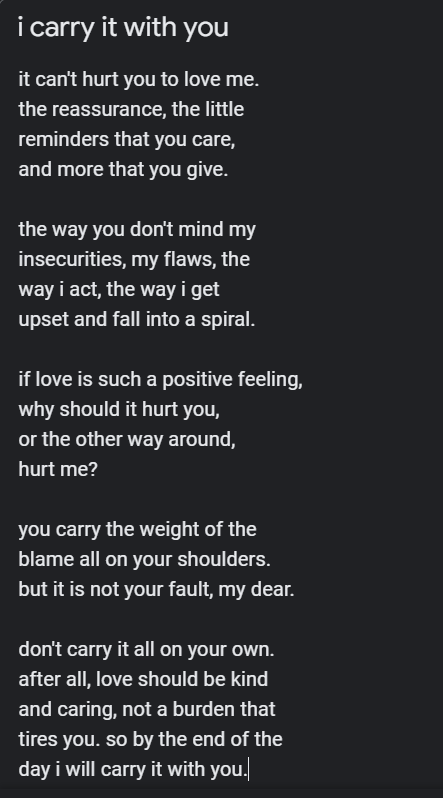 i carry it with you
it can't hurt you to love me.
the reassurance, the little
reminders that you care,
and more that you give.
the way you don't mind my
insecurities, my flaws, the
way i act, the way i get
upset and fall into a spiral.
if love is such a positive feeling,
why should it hurt you,
or the other way around,
hurt me?
you carry the weight of the
blame all on your shoulders.
but it is not your fault, my dear.
don't carry it all on your own.
after all, love should be kind
and caring, not a burden that
tires you. so by the end of the
day i will carry it with you.